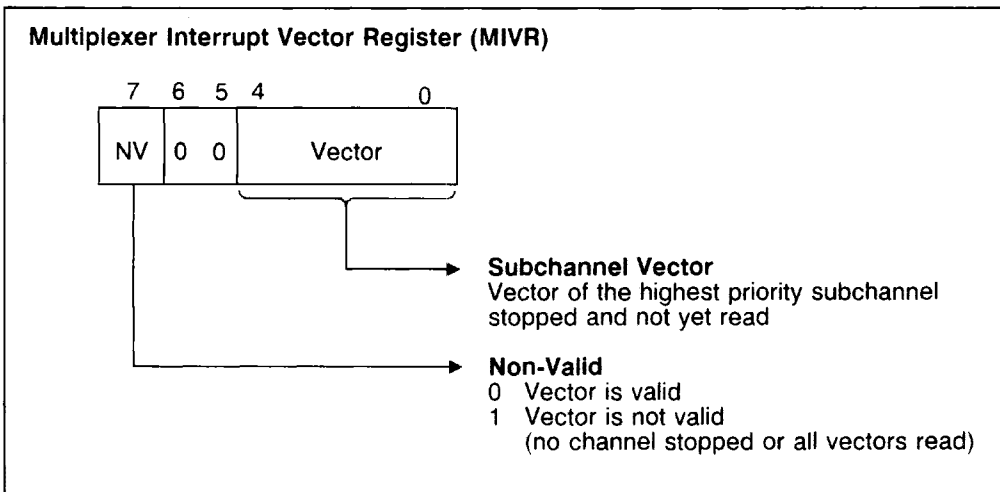 Multiplexer Interrupt Vector Register (MIVR)
7 6 5 4 0
NV 0 0 Vector
Subchannel Vector
Vector of the highest priority subchannel
stopped and not yet read
Non-Valid
0 Vector is valid
1 Vector is not valid
(no channel stopped or all vectors read)